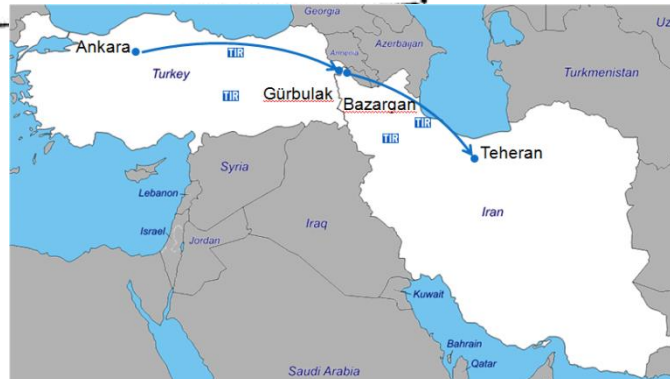 Georgia
Uz
Ankara
TIR
Armenia
Azerbaijan
Turkey
Turkmenistan
Gürbulak
TIR
Bazargan
TIR
TIR
Teheran
Syria
Lebanon
Iran
Israel
Iraq
Jordan
Kuwait
Bahrain
Qatar
Saudi Arabia